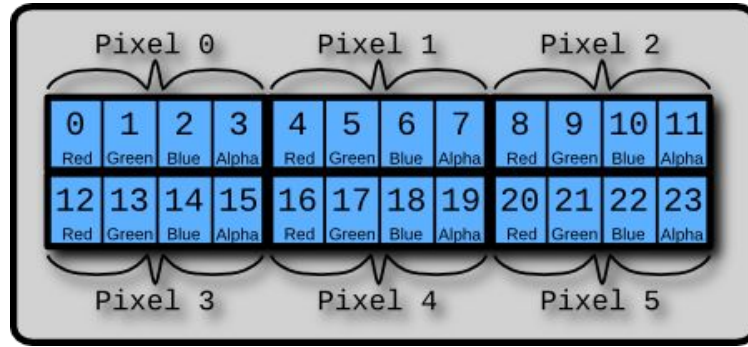 Pixel 0 Pixel 1 Pixel 2
0 1 2 3 4 5 6 7 8 9 10 11
Red Green Blue Alpha Red Green Blue Alpha Red Green Blue Alpha
12 13 14 15 16 17 18 19 20 21 22 23
Red Green Blue Alpha Red Green Blue Alpha Red Green Blue Alpha
Pixel 3 Pixel 4 Pixel 5